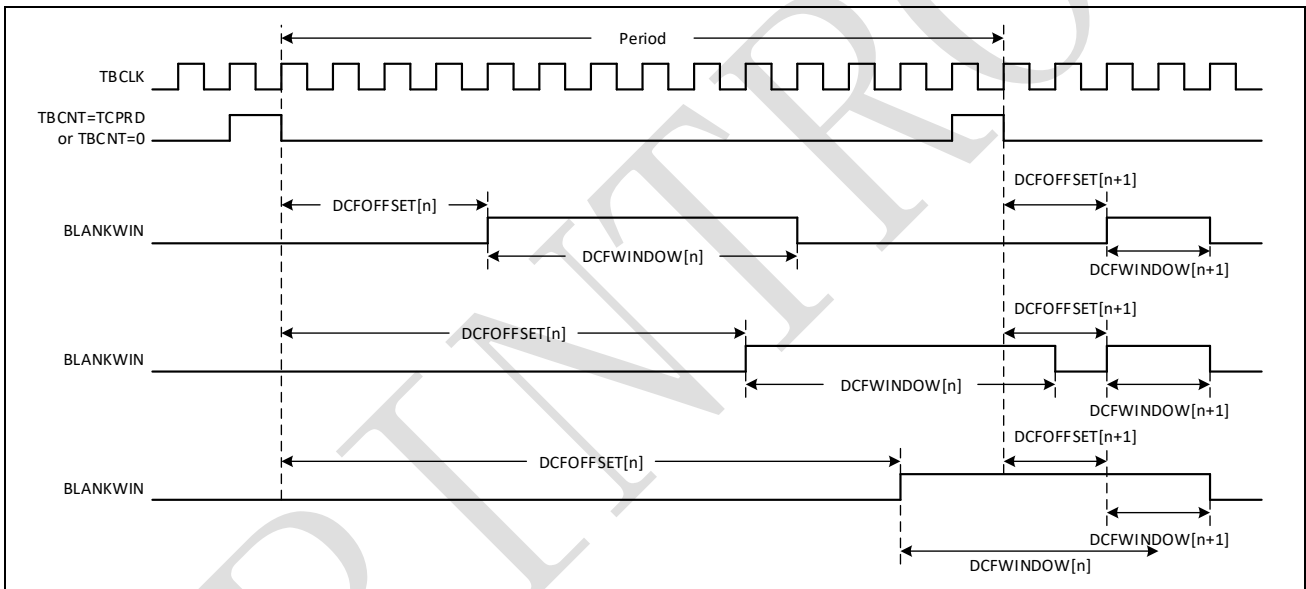 Period
TBCLK
TBCNT=TCPRD
or TBCNT=0
DCFOFFSET[n+1]
DCFOFFSET[n]
BLANKWIN
DCFWINDOW[n]
DCFWINDOW[n+1]
DCFOFFSET[n+1]
DCFOFFSET[n]
BLANKWIN
DCFWINDOW[n]
DCFWINDOW[n+1]
DCFOFFSET[n+1]
DCFOFFSET[n]
BLANKWIN
DCFWINDOW[n+1]
DCFWINDOW[n]